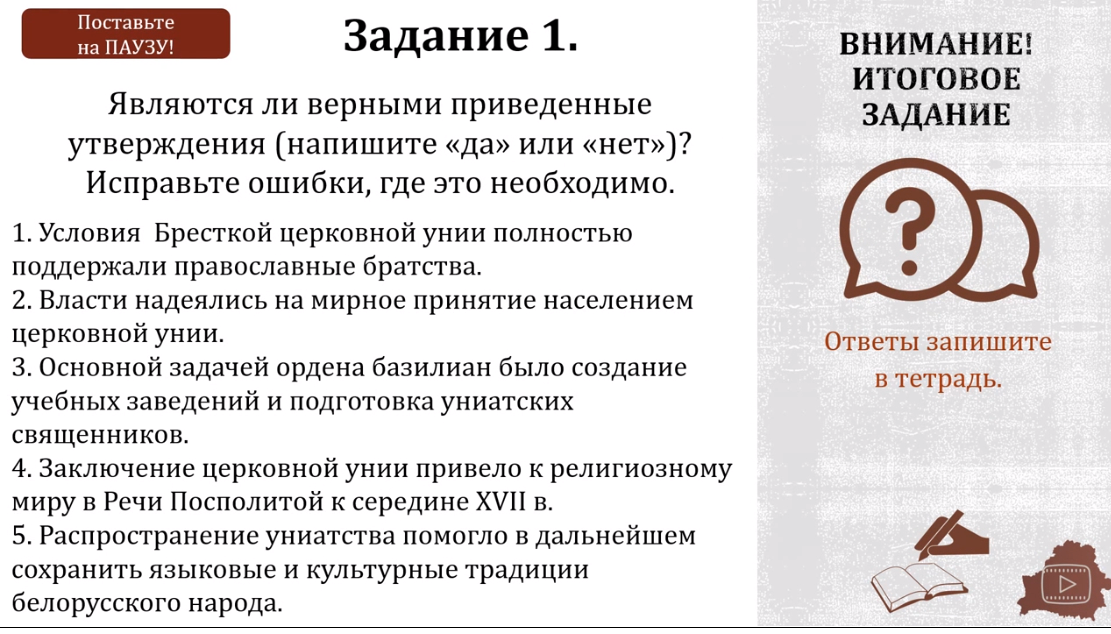 Поставьте
на ПАУЗУ!
Задание 1.
Являются ли верными приведенные
утверждения (напишите «да» или «нет»)?
Исправьте ошибки, где это необходимо.
1. Условия  Бресткой церковной унии полностью
поддержали православные братства.
2. Власти надеялись на мирное принятие населением
церковной унии.
3. Основной задачей ордена базилиан было создание
учебных заведений и подготовка униатских
священников.
4. Заключение церковной унии привело к религиозному
миру в Речи Посполитой к середине XVII в.
5. Распространение униатства помогло в дальнейшем
сохранить языковые и культурные традиции
белорусского народа.
ВНИМАНИЕ!
ИТОГОВОЕ
ЗАДАНИЕ
?
Ответы запишите
в тетрадь.